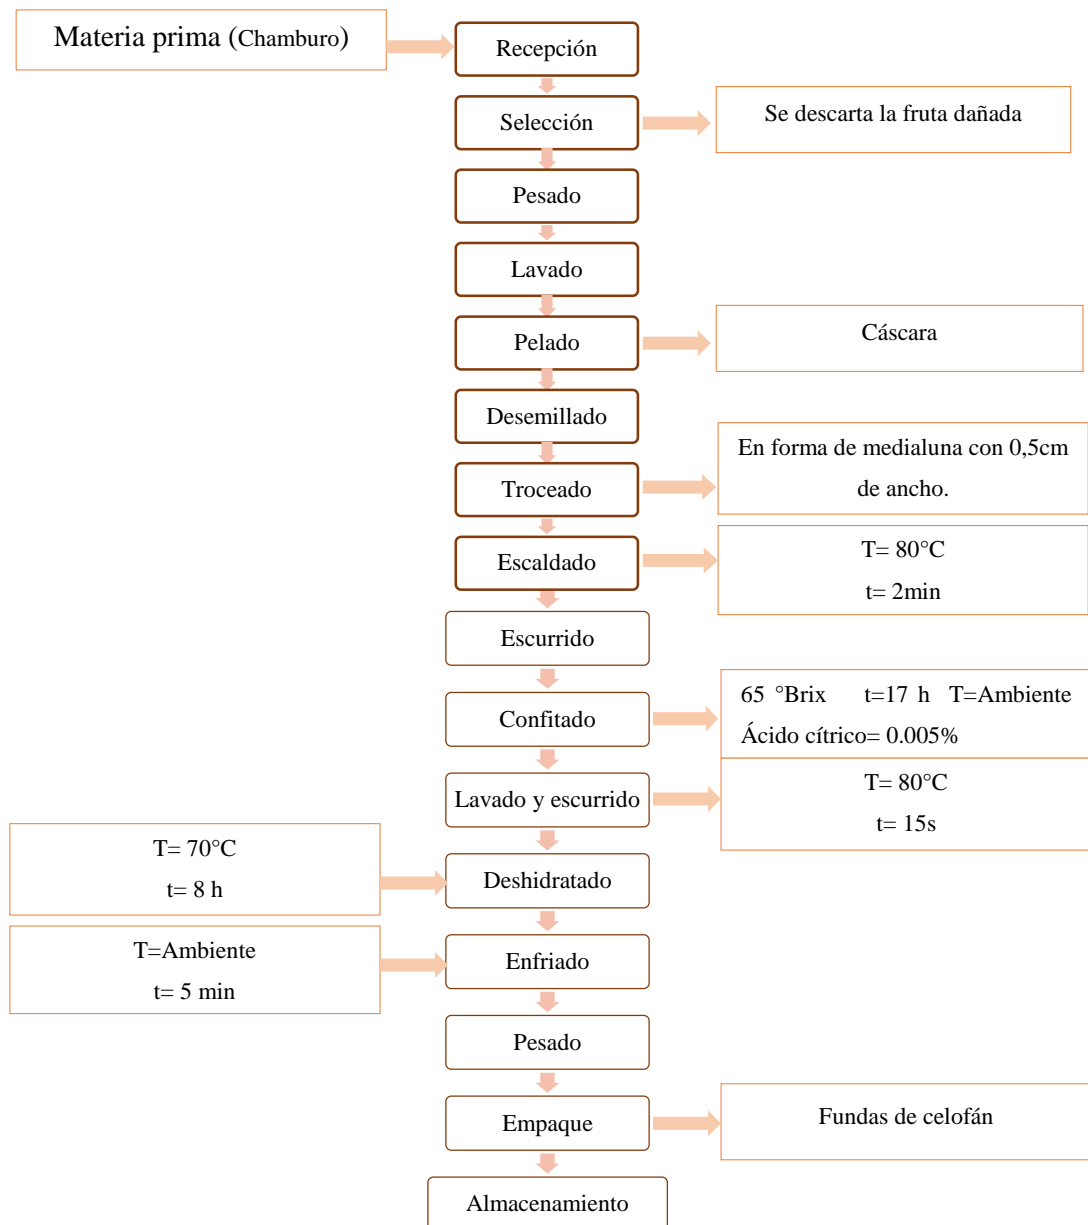 Materia prima (Chamburo)
Recepción
Selección
Se descarta la fruta dañada
Pesado
Lavado
Pelado
Cáscara
Desemillado
Troceado
En forma de medialuna con 0,5cm
de ancho.
Escaldado
T= 80°C
t= 2min
Escurrido
Confitado
65 °Brix t=17 h T=Ambiente
Ácido cítrico= 0.005%
Lavado y escurrido
T= 80°C
t= 15s
T= 70°C
t= 8 h
Deshidratado
T=Ambiente
t= 5 min
Enfriado
Pesado
Empaque
Fundas de celofán
Almacenamiento